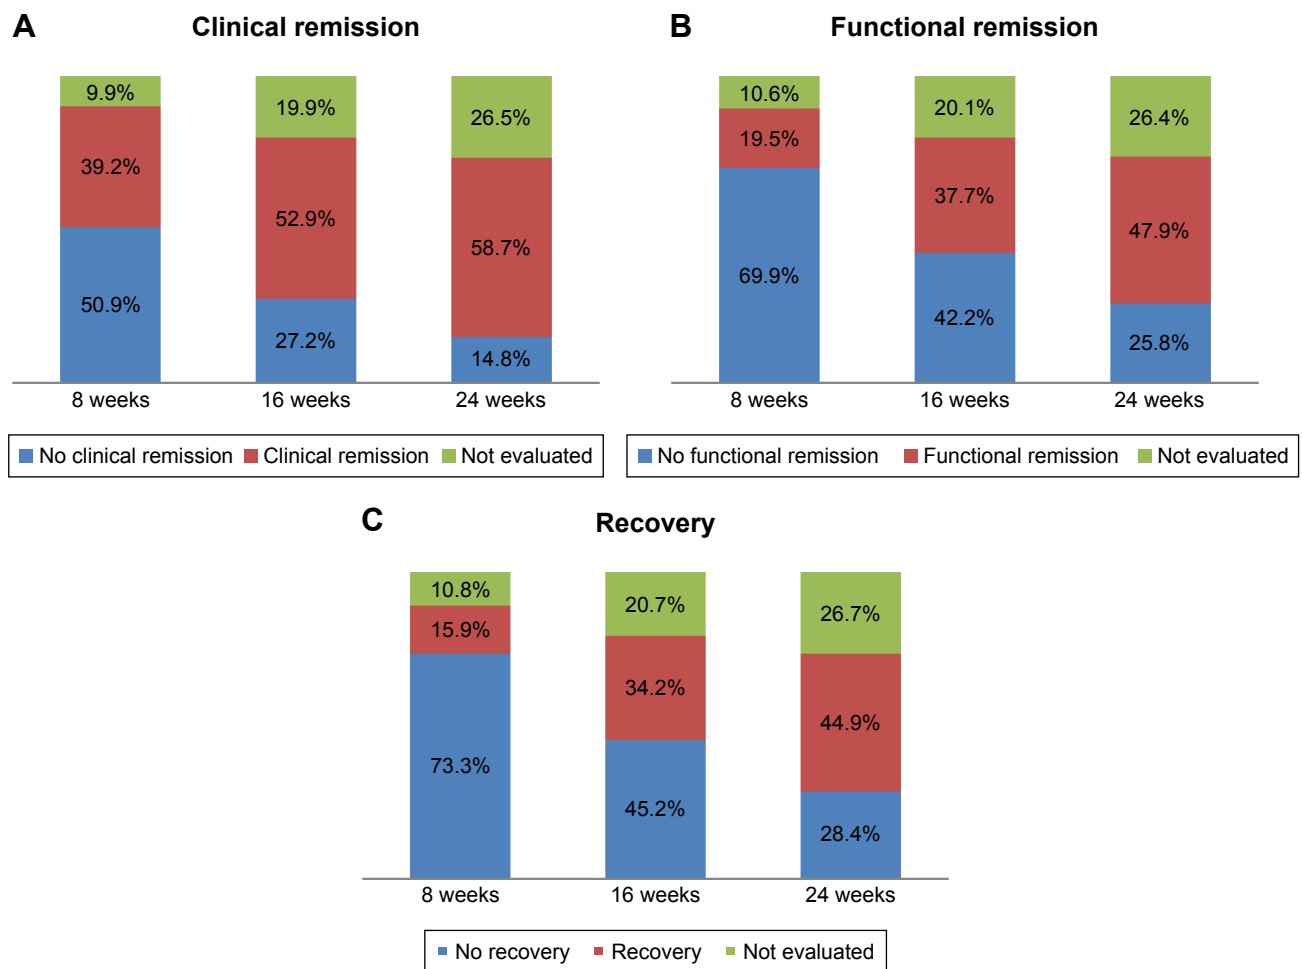 A Clinical remission
9.9% 19.9% 26.5%
39.2% 52.9% 58.7%
50.9% 27.2% 14.8%
8 weeks 16 weeks 24 weeks
No clinical remission Clinical remission Not evaluated
B Functional remission
10.6% 20.1% 26.4%
19.5% 37.7% 47.9%
69.9% 42.2% 25.8%
8 weeks 16 weeks 24 weeks
No functional remission Functional remission Not evaluated
C Recovery
10.8% 20.7% 26.7%
15.9% 34.2% 44.9%
73.3% 45.2% 28.4%
8 weeks 16 weeks 24 weeks
No recovery Recovery Not evaluated